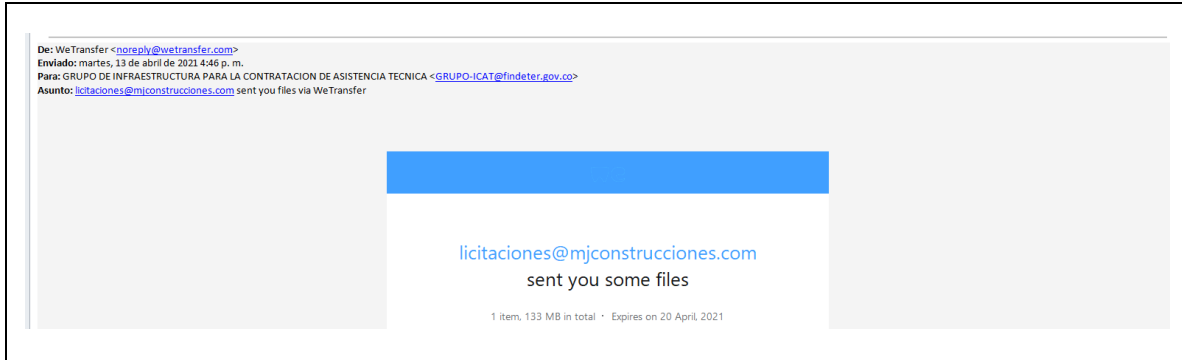 De: WeTransfer <noreply@wetransfer.com>
Enviado: martes, 13 de abril de 2021 4:46 p. m.
Para: GRUPO DE INFRAESTRUCTURA PARA LA CONTRATACION DE ASISTENCIA TECNICA <GRUPO-ICAT@findeter.gov.co>
Asunto: licitaciones@mjconstrucciones.com sent you files via WeTransfer
licitaciones@mjconstrucciones.com
sent you some files
1 item, 133 MB in total ・ Expires on 20 April, 2021